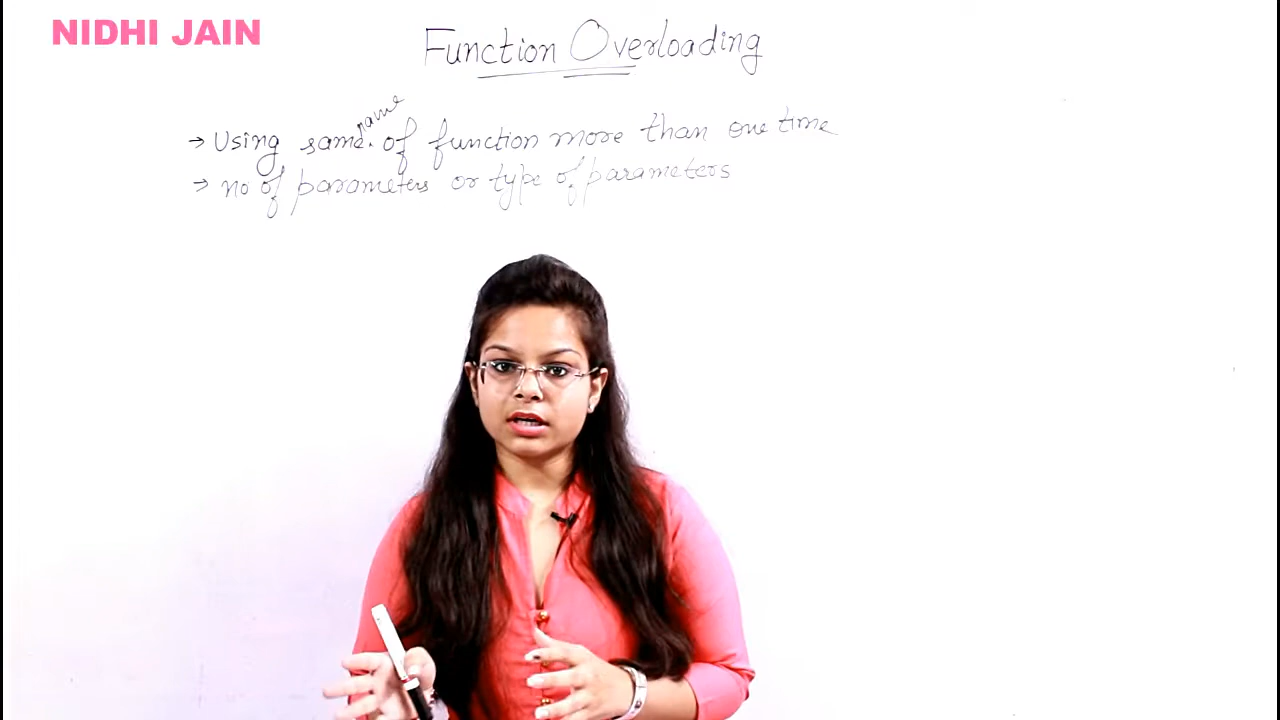 NIDHI JAIN
Function Overloading
→ Using same name of function more than one time
→ no of parameters or type of parameters